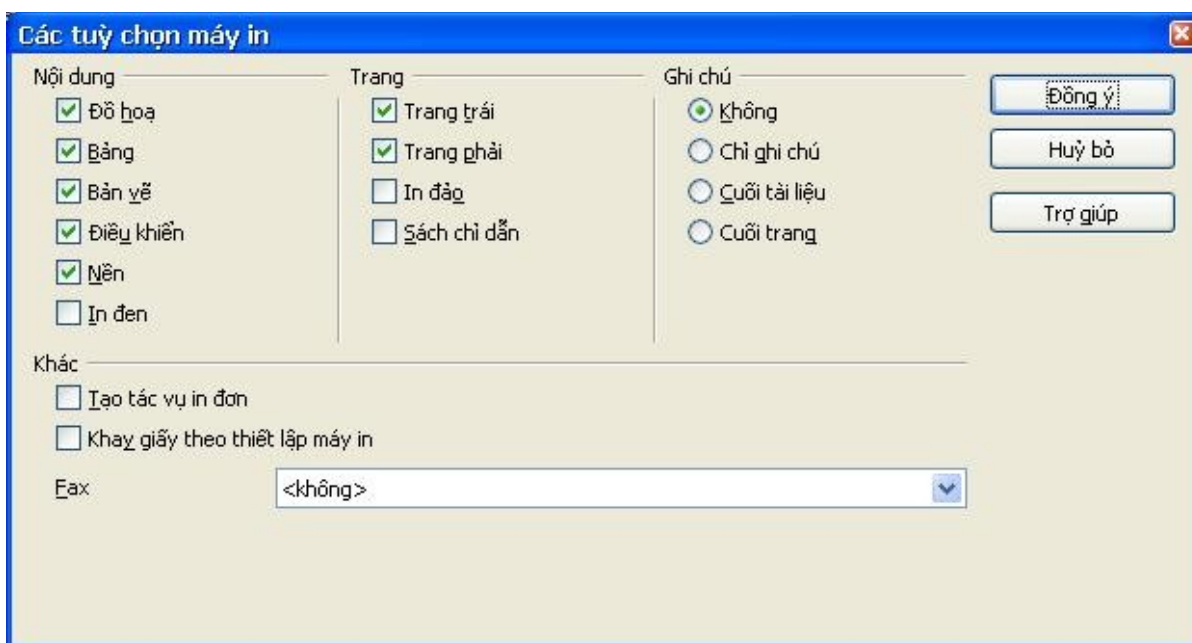 Các tuỳ chọn máy in
Nội dung
Đồ hoạ
Bảng
Bản vẽ
Điều khiển
Nền
In đen
Trang
Trang trái
Trang phải
In đảo
Sách chỉ dẫn
Ghi chú
Không
Chỉ ghi chú
Cuối tài liệu
Cuối trang
Đồng ý
Huỷ bỏ
Trợ giúp
Khác
Tạo tác vụ in đơn
Khay giấy theo thiết lập máy in
Fax
<không>